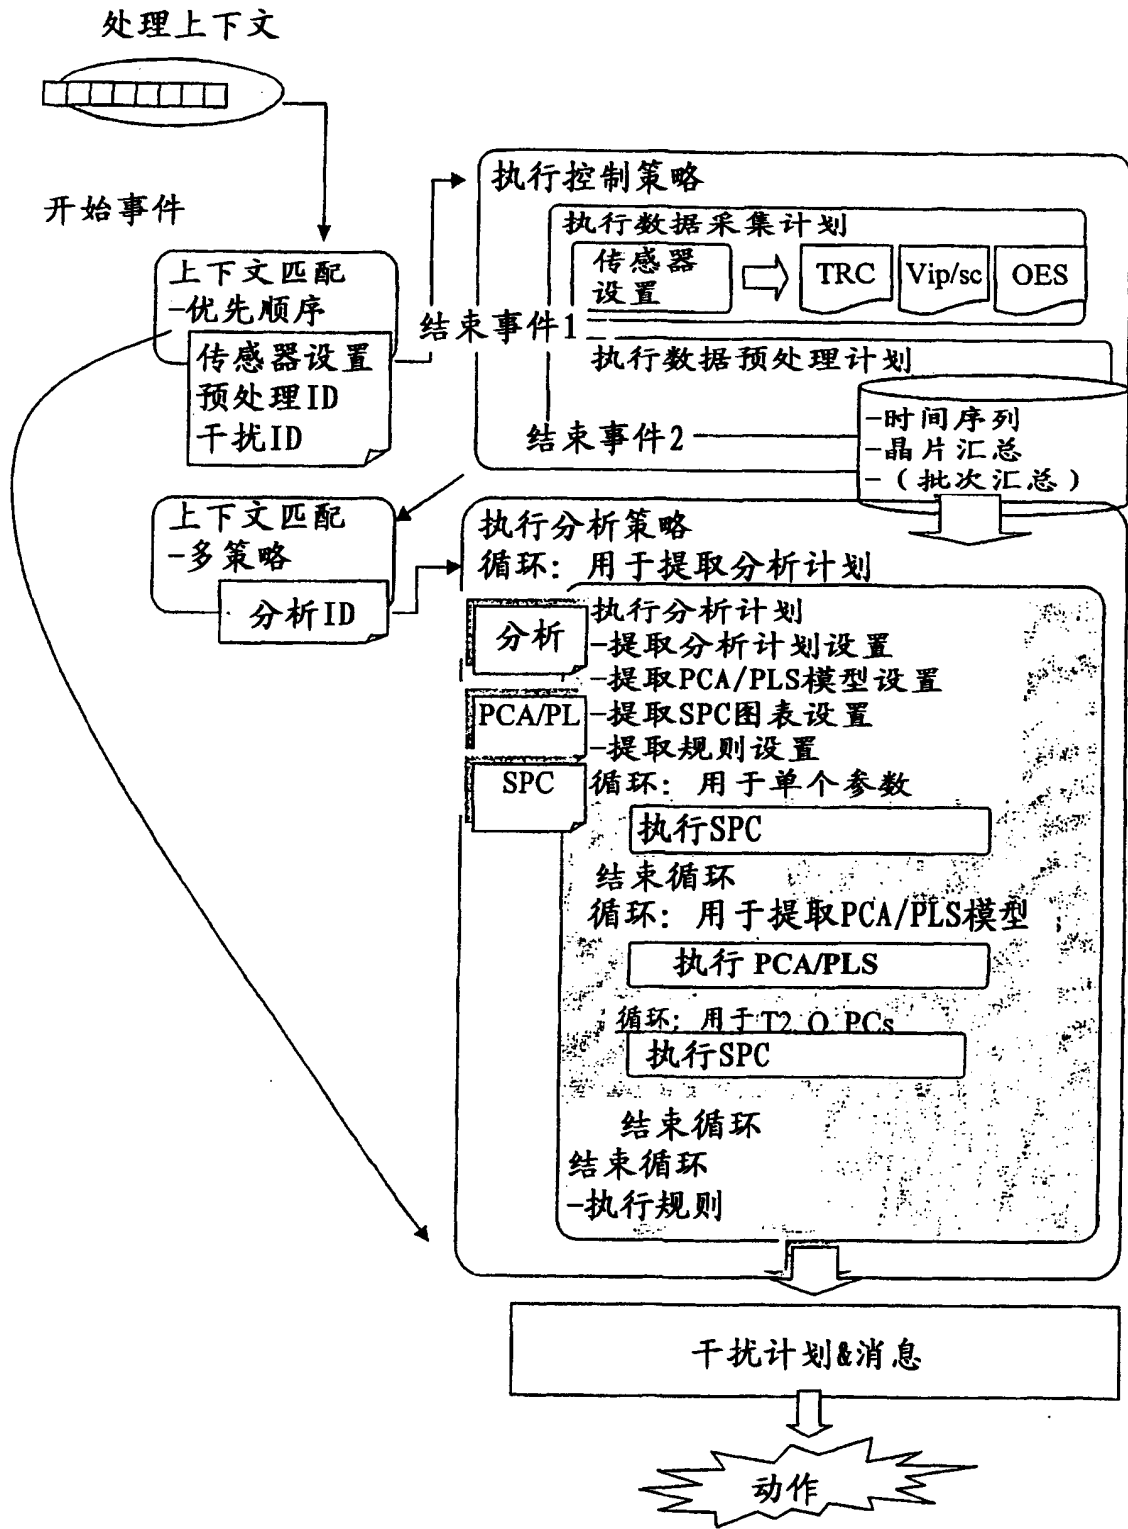 处理上下文
开始事件
上下文匹配
-优先顺序
传感器设置
预处理ID
干扰ID
执行控制策略
执行数据采集计划
传感器
设置
TRC
Vip/sc
OES
结束事件1
执行数据预处理计划
-时间序列
-晶片汇总
-(批次汇总)
结束事件2
上下文匹配
-多策略
分析ID
执行分析策略
循环: 用于提取分析计划
分析
PCA/PL
SPC
执行分析计划
-提取分析计划设置
-提取PCA/PLS模型设置
-提取SPC图表设置
-提取规则设置
循环: 用于单个参数
执行SPC
结束循环
循环: 用于提取PCA/PLS模型
执行 PCA/PLS
循环: 用于T2 Q PCs
执行SPC
结束循环
结束循环
-执行规则
干扰计划&消息
动作